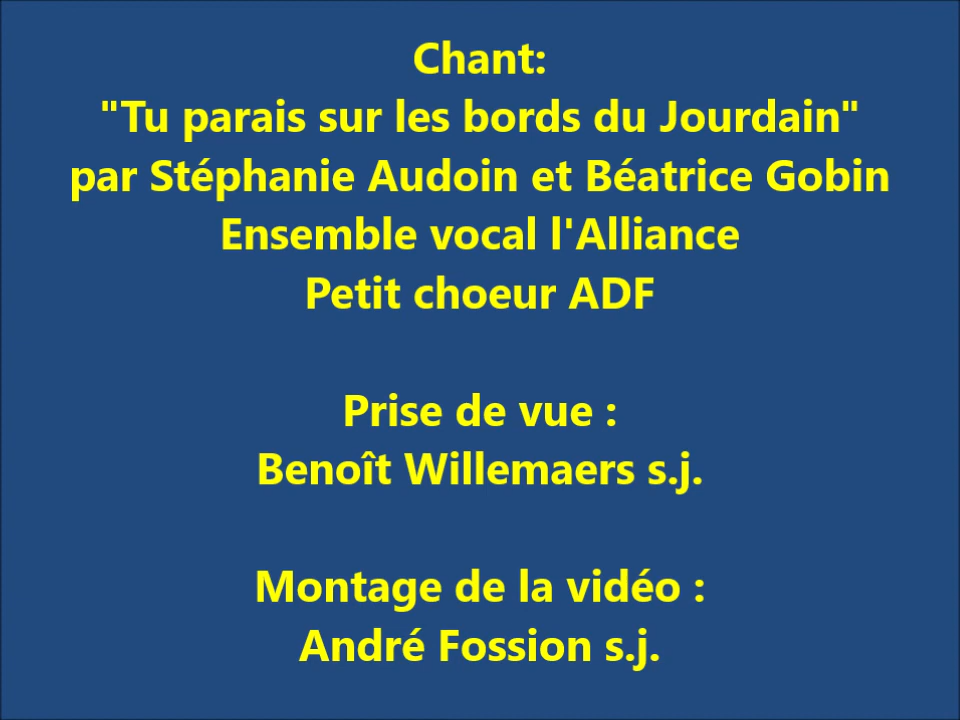 Chant:
"Tu parais sur les bords du Jourdain"
par Stéphanie Audoin et Béatrice Gobin
Ensemble vocal l'Alliance
Petit choeur ADF
Prise de vue :
Benoît Willemaers s.j.
Montage de la vidéo :
André Fossion s.j.